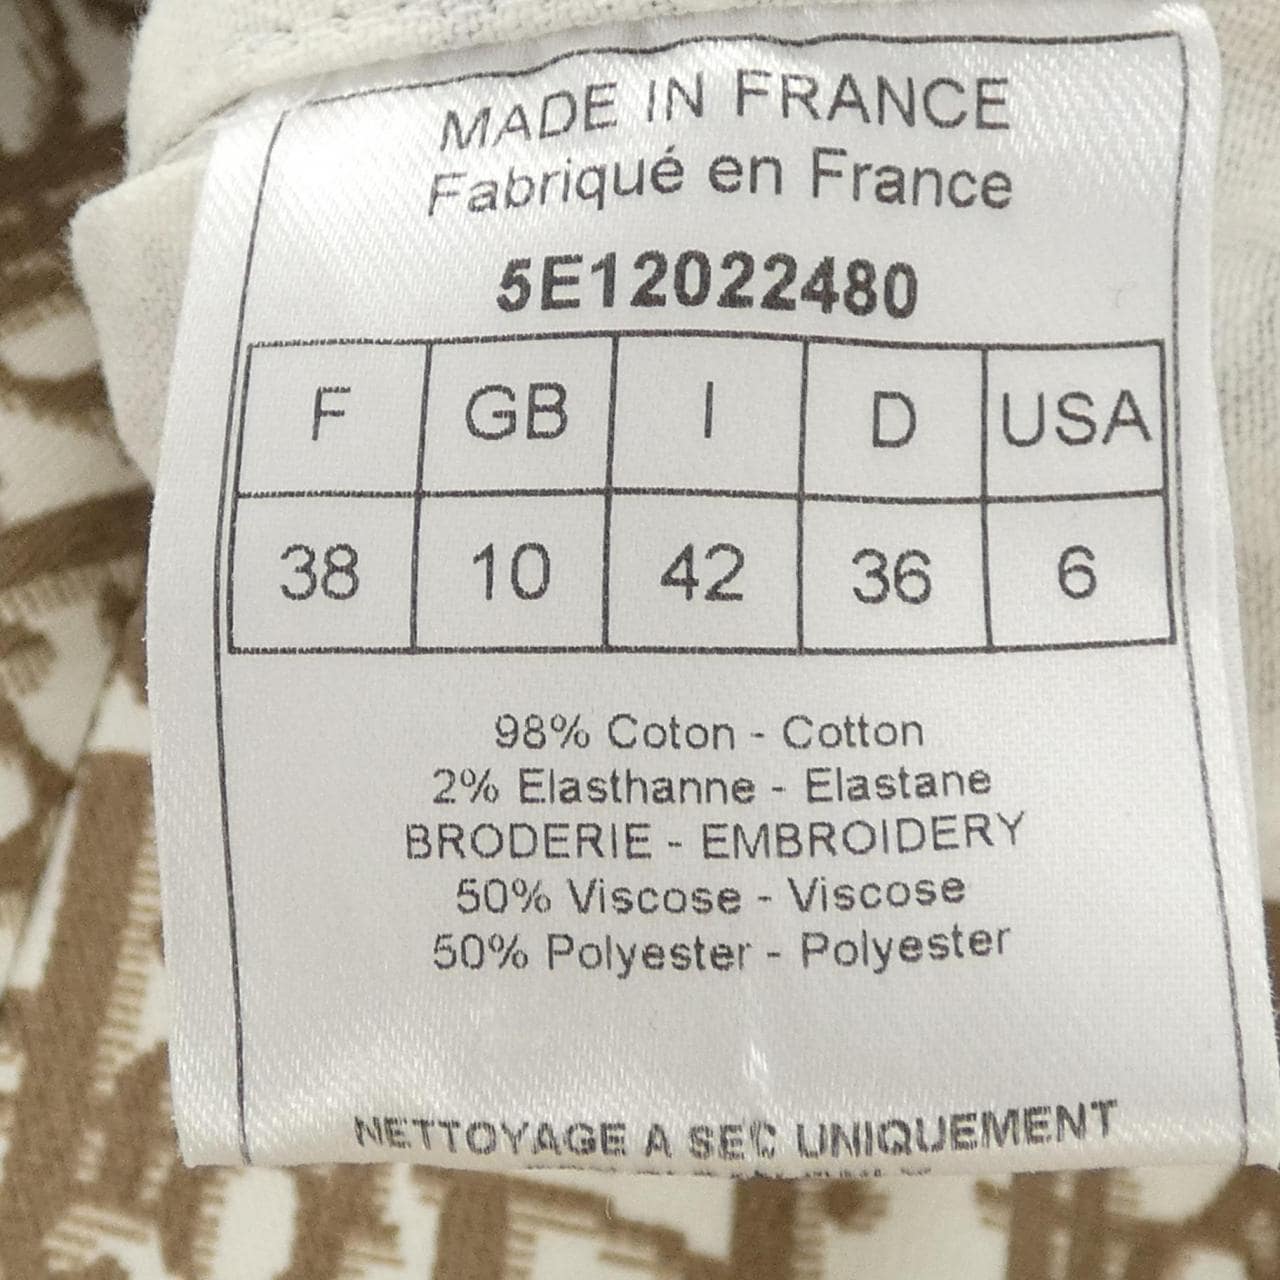 MADE IN FRANCE
Fabriqué en France
5E12022480
F GB I D USA
38 10 42 36 6
98% Coton - Cotton
2% Elasthanne - Elastane
BRODERIE - EMBROIDERY
50% Viscose - Viscose
50% Polyester - Polyester
NETTOYAGE A SEC UNIQUEMENT